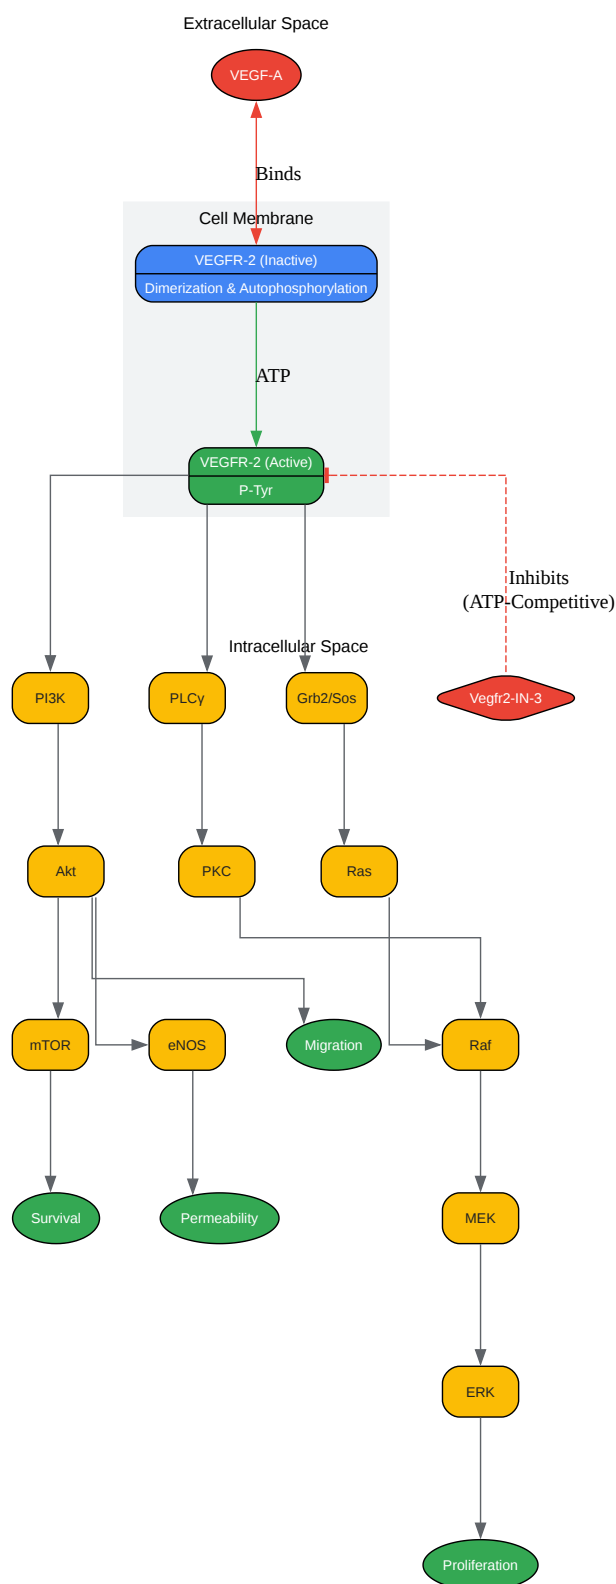 Extracellular Space
VEGF-A
Binds
Cell Membrane
VEGFR-2 (Inactive)
Dimerization & Autophosphorylation
ATP
VEGFR-2 (Active)
P-Tyr
Inhibits
(ATP-Competitive)
Intracellular Space
PI3K
PLCγ
Grb2/Sos
Vegfr2-IN-3
Akt
PKC
Ras
mTOR
eNOS
Migration
Raf
Survival
Permeability
MEK
ERK
Proliferation